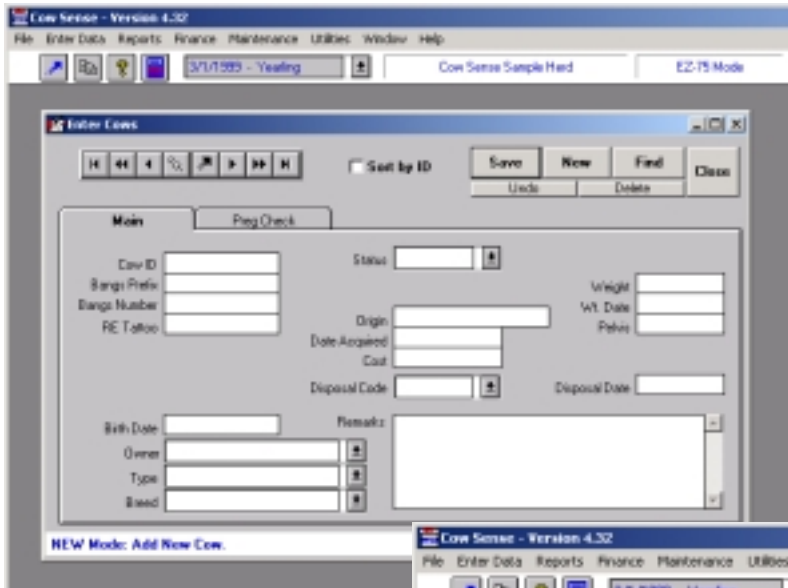 Cow Sense - Version 4.32
File Enter Data Reports Finance Maintenance Utilities Window Help
3/1/1999 - Yearling Cow Sense Sample Herd EZ-75 Mode
Enter Cows
Sort by ID Save New Find Close
Undo Delete
Main Preg Check
Cow ID Status
Bangs Prefix Weight
Bangs Number Wt. Date
RE Tattoo Origin Pelvis
Date Acquired
Cost
Disposal Code Disposal Date
Birth Date Remarks
Owner
Type
Breed
NEW Mode: Add New Cow.
Cow Sense - Version 4.32
File Enter Data Reports Finance Maintenance Utilities